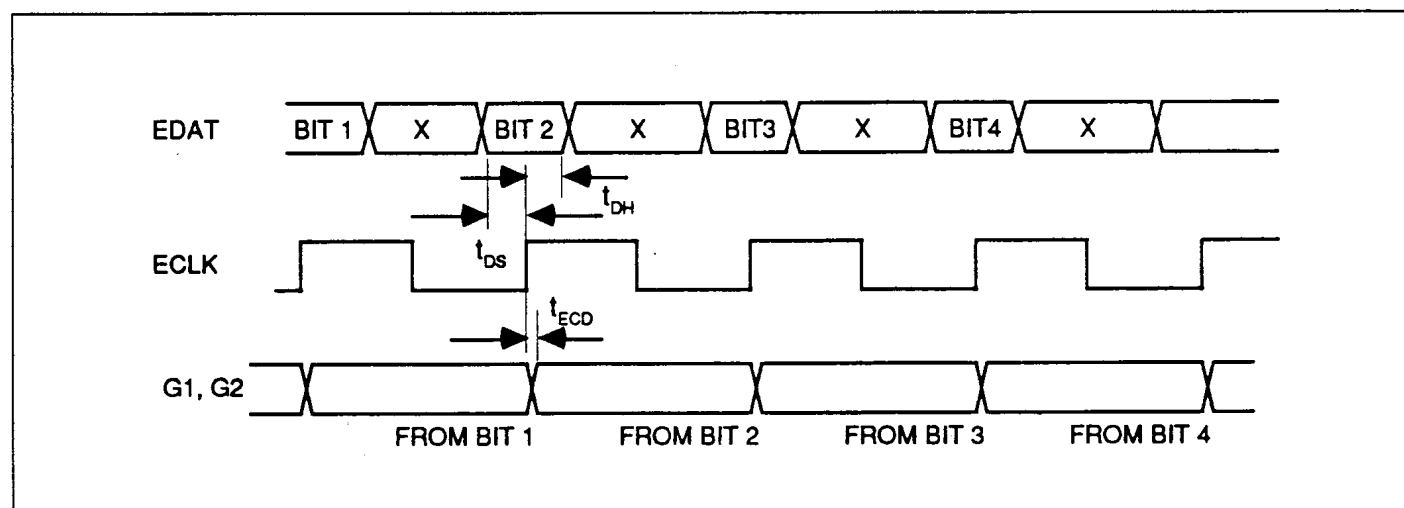 EDAT BIT 1 X BIT 2 X BIT3 X BIT4 X
tDH
tDS
ECLK
tECD
G1, G2
FROM BIT 1 FROM BIT 2 FROM BIT 3 FROM BIT 4